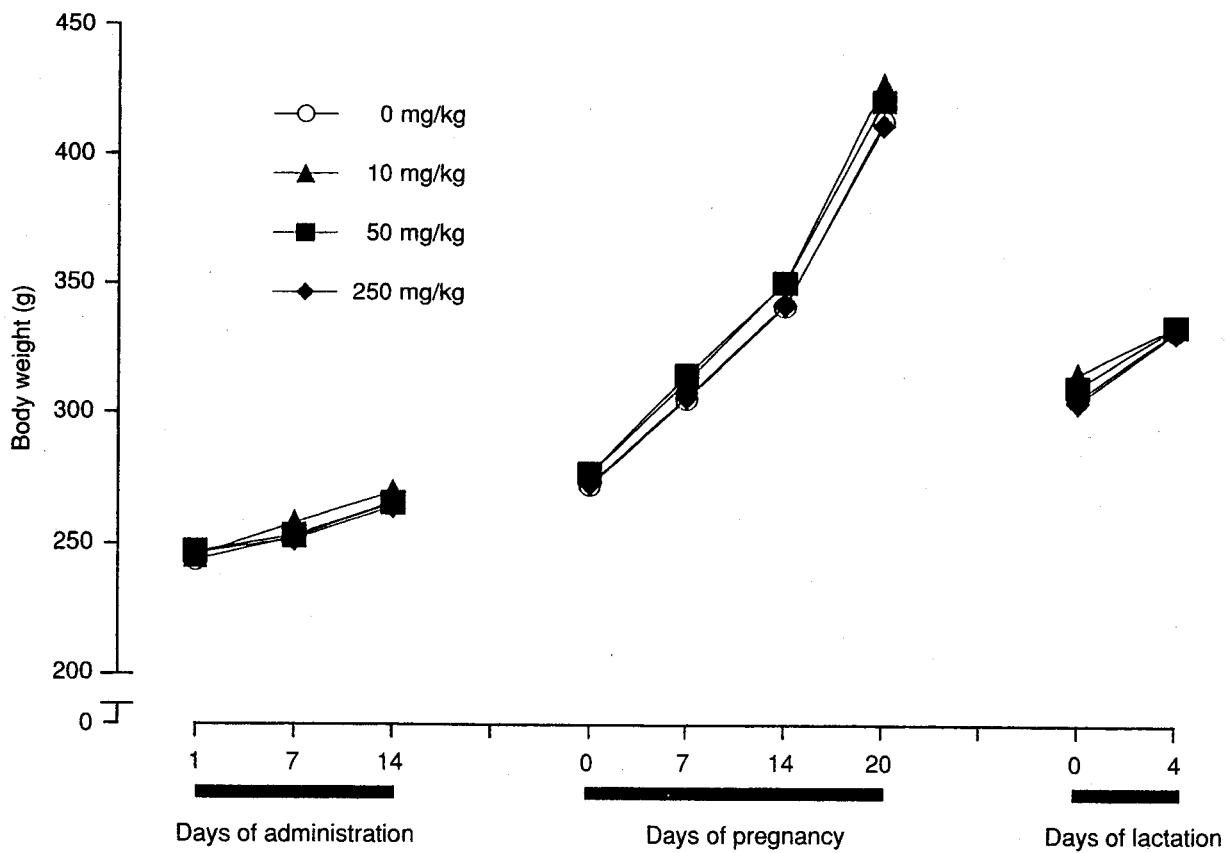 450
400
350
300
250
200
0
Body weight (g)
0 mg/kg
10 mg/kg
50 mg/kg
250 mg/kg
1 7 14 0 7 14 20 0 4
Days of administration Days of pregnancy Days of lactation